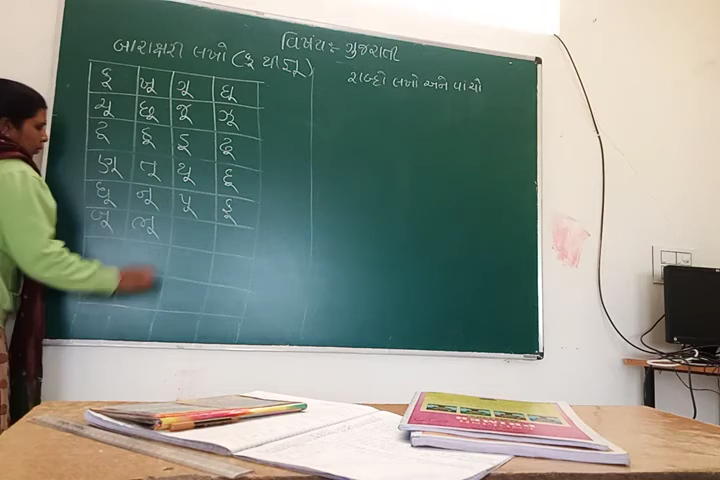 વિષય:- ગુજરાતી
બારાક્ષરી લખો (કૂ થી જ્ઞૂ)
શબ્દો લખો અને વાંચો
કૂ ખૂ ગૂ ઘૂ
ચૂ છૂ જૂ ઝૂ
ટૂ ઠૂ ડૂ ઢૂ
ણૂ તૂ થૂ દૂ
ધૂ નૂ પૂ ફૂ
બૂ ભૂ